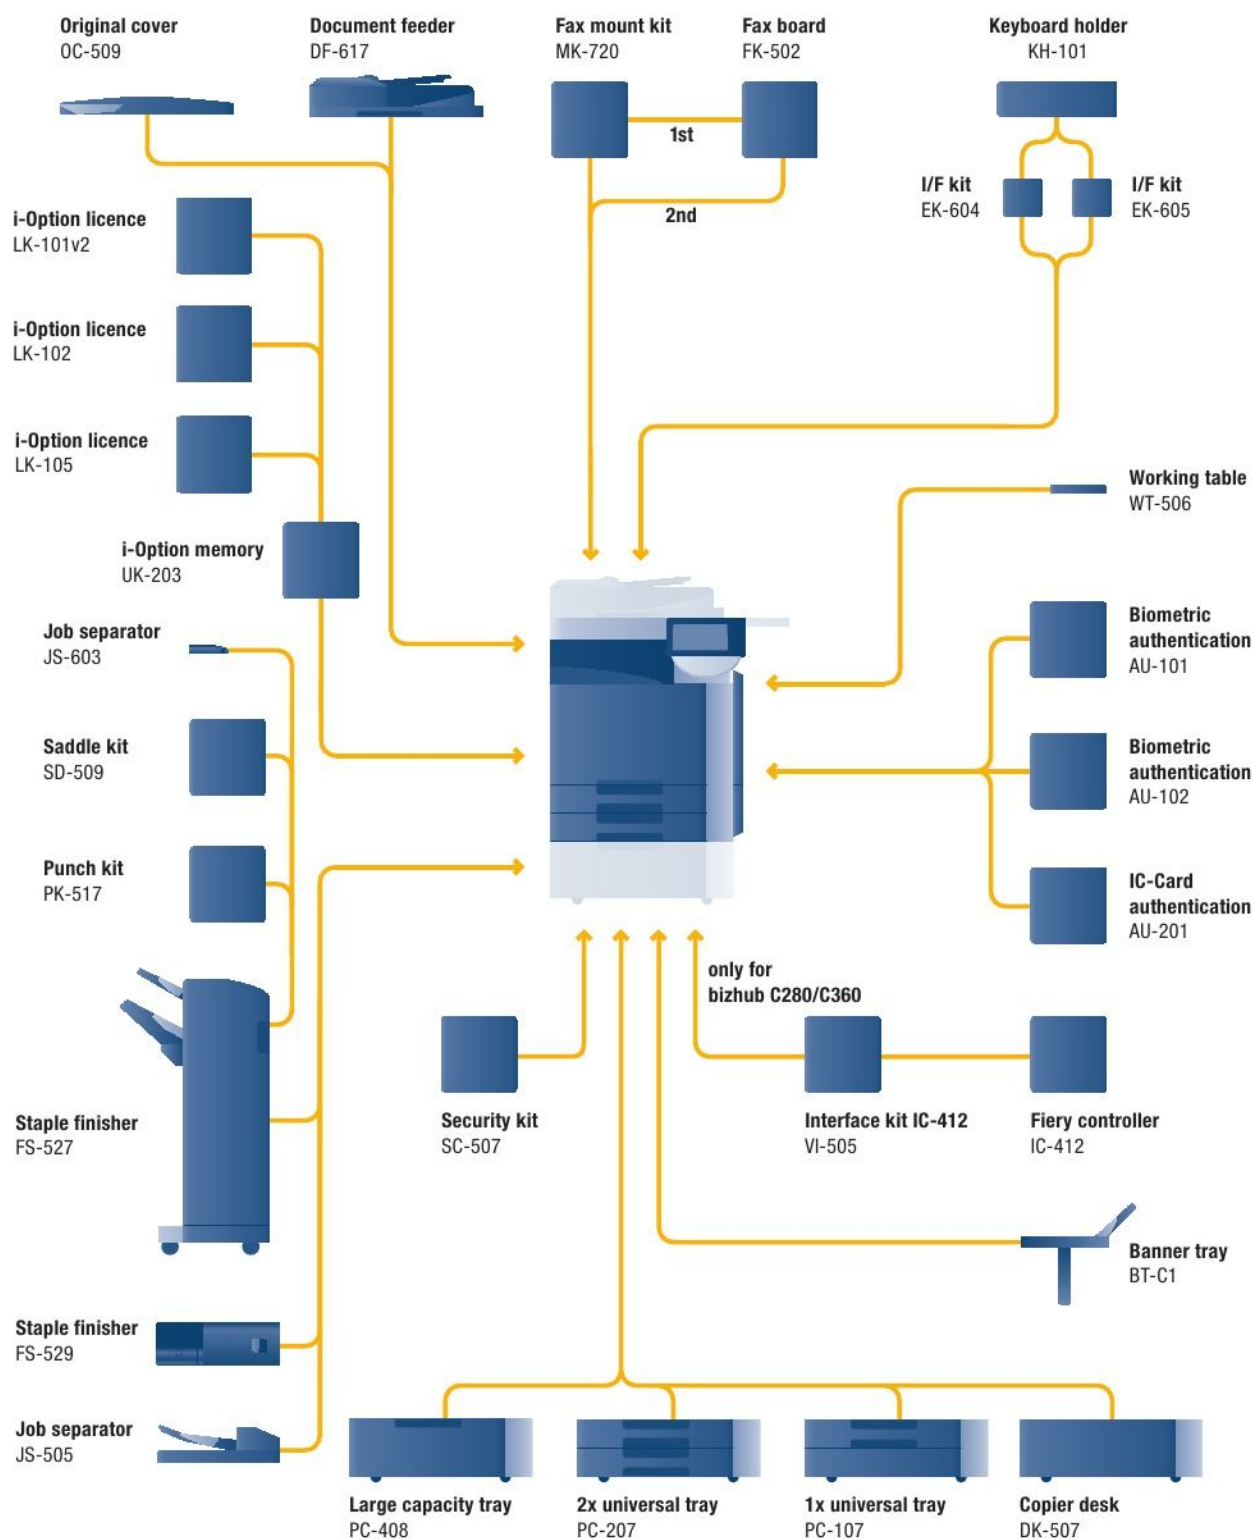 Original cover
OC-509
Document feeder
DF-617
Fax mount kit
MK-720
Fax board
FK-502
Keyboard holder
KH-101
1st
2nd
I/F kit
EK-604
I/F kit
EK-605
i-Option licence
LK-101v2
i-Option licence
LK-102
i-Option licence
LK-105
i-Option memory
UK-203
Working table
WT-506
Job separator
JS-603
Biometric
authentication
AU-101
Saddle kit
SD-509
Biometric
authentication
AU-102
Punch kit
PK-517
IC-Card
authentication
AU-201
only for
bizhub C280/C360
Staple finisher
FS-527
Security kit
SC-507
Interface kit IC-412
VI-505
Fiery controller
IC-412
Banner tray
BT-C1
Staple finisher
FS-529
Job separator
JS-505
Large capacity tray
PC-408
2x universal tray
PC-207
1x universal tray
PC-107
Copier desk
DK-507